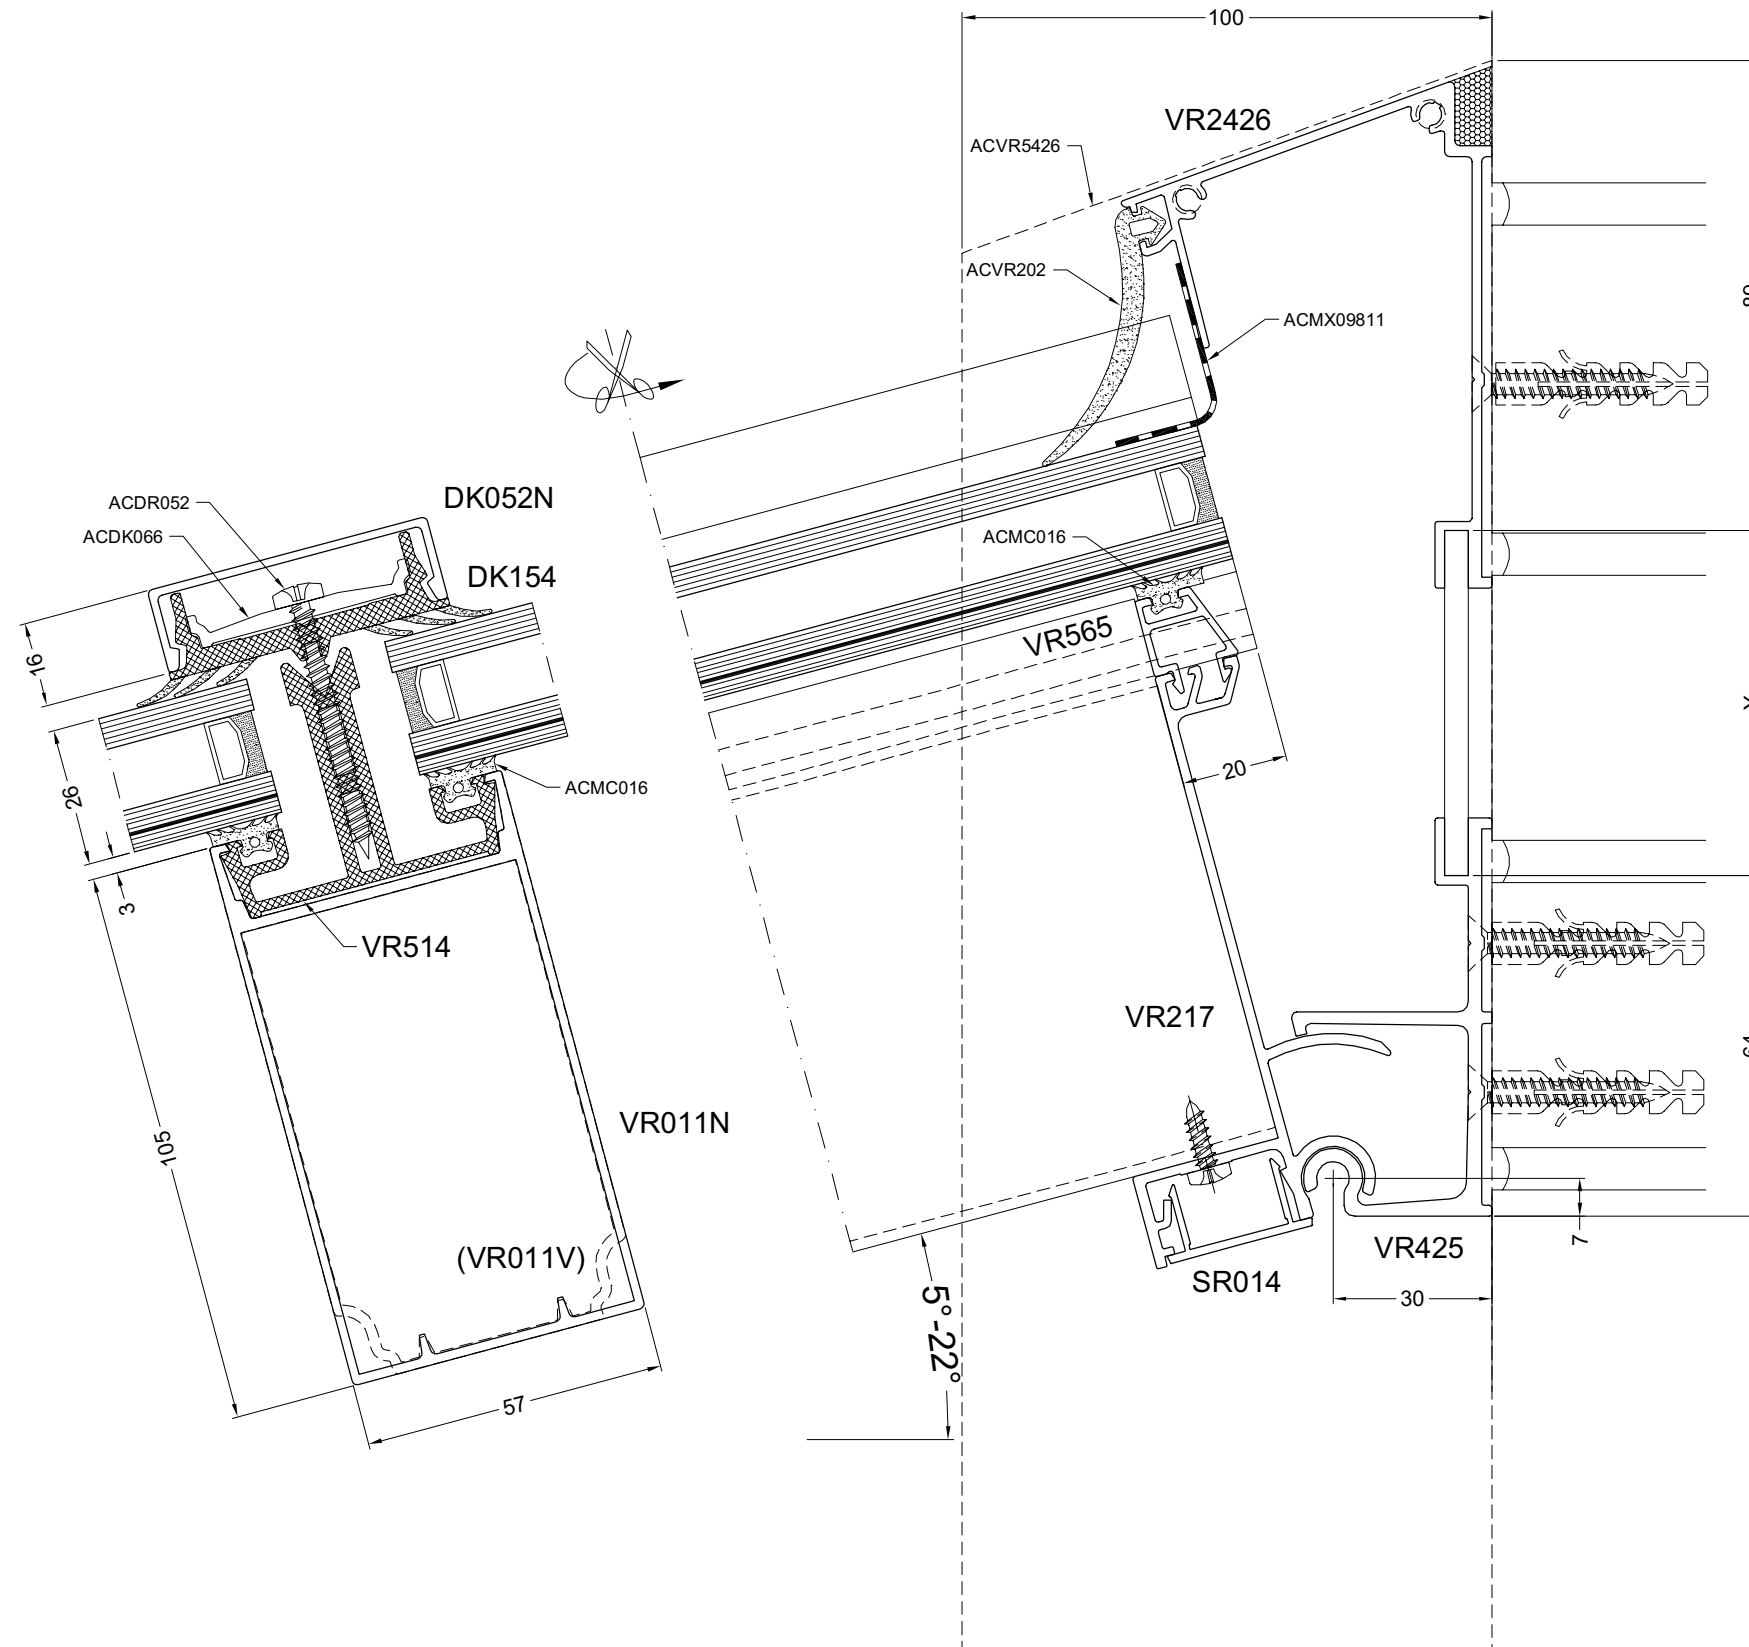 100
VR2426
ACVR5426
ACVR202
ACMX09811
DK052N
ACDR052
ACDK066
ACMC016
DK154
VR565
16
20
26
ACMC016
3
VR514
VR217
VR011N
105
(VR011V)
VR425
7
SR014
30
5°-22°
57